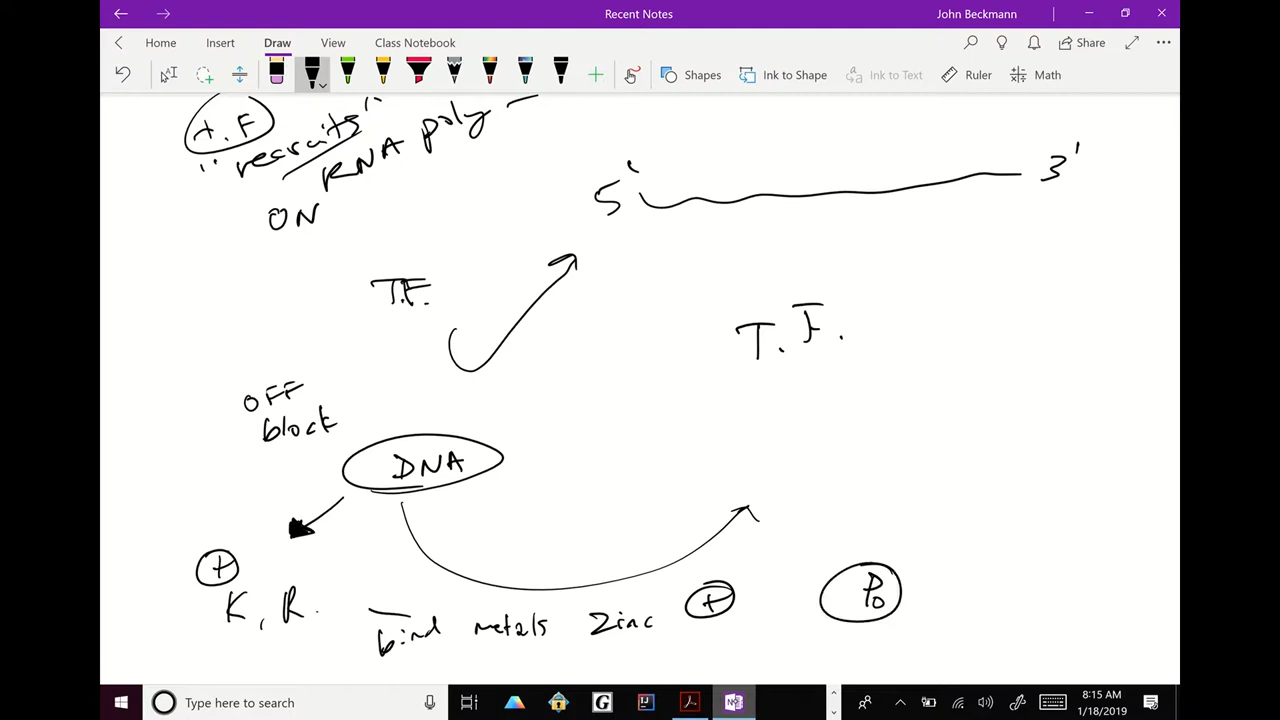 Recent Notes
John Beckmann
Home Insert Draw View Class Notebook
Share
Shapes
Ink to Shape
Ink to Text
Ruler
Math
t.F
"recruits"
RNA poly
ON
5' 3'
T.F.
T.F.
OFF
block
DNA
+
K, R.
bind metals Zinc +
Type here to search
8:15 AM
1/18/2019